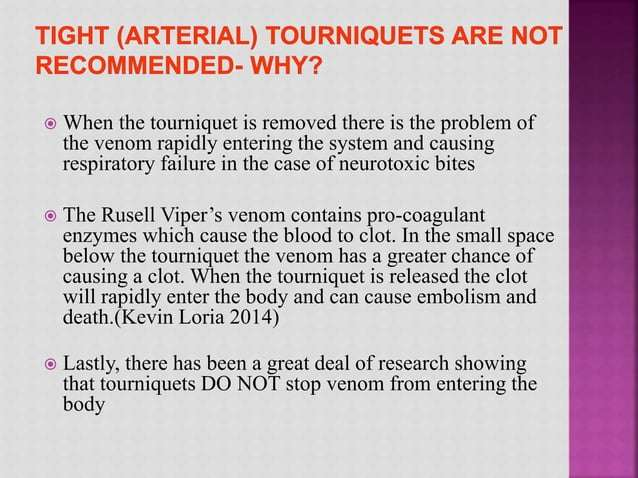 TIGHT (ARTERIAL) TOURNIQUETS ARE NOT
RECOMMENDED- WHY?
When the tourniquet is removed there is the problem of
the venom rapidly entering the system and causing
respiratory failure in the case of neurotoxic bites
The Rusell Viper’s venom contains pro-coagulant
enzymes which cause the blood to clot. In the small space
below the tourniquet the venom has a greater chance of
causing a clot. When the tourniquet is released the clot
will rapidly enter the body and can cause embolism and
death.(Kevin Loria 2014)
Lastly, there has been a great deal of research showing
that tourniquets DO NOT stop venom from entering the
body